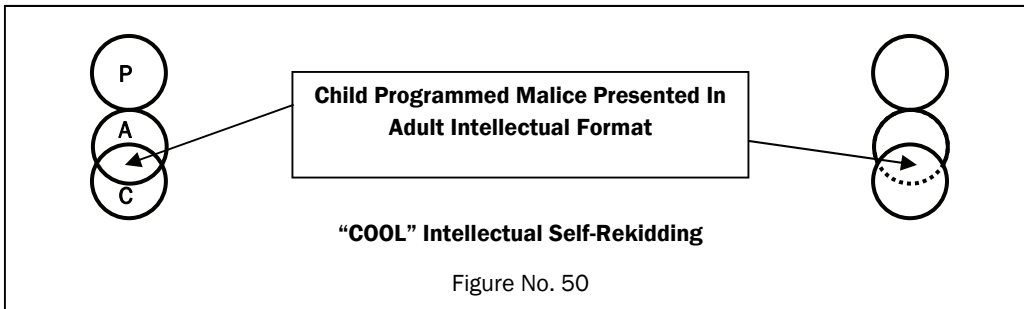 P
A
C
Child Programmed Malice Presented In
Adult Intellectual Format
“COOL” Intellectual Self-Rekidding
Figure No. 50